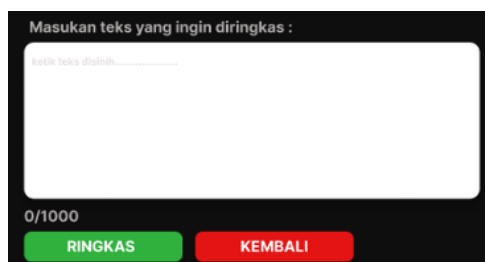 Masukan teks yang ingin diringkas :
ketik teks disinih...................
0/1000
RINGKAS KEMBALI